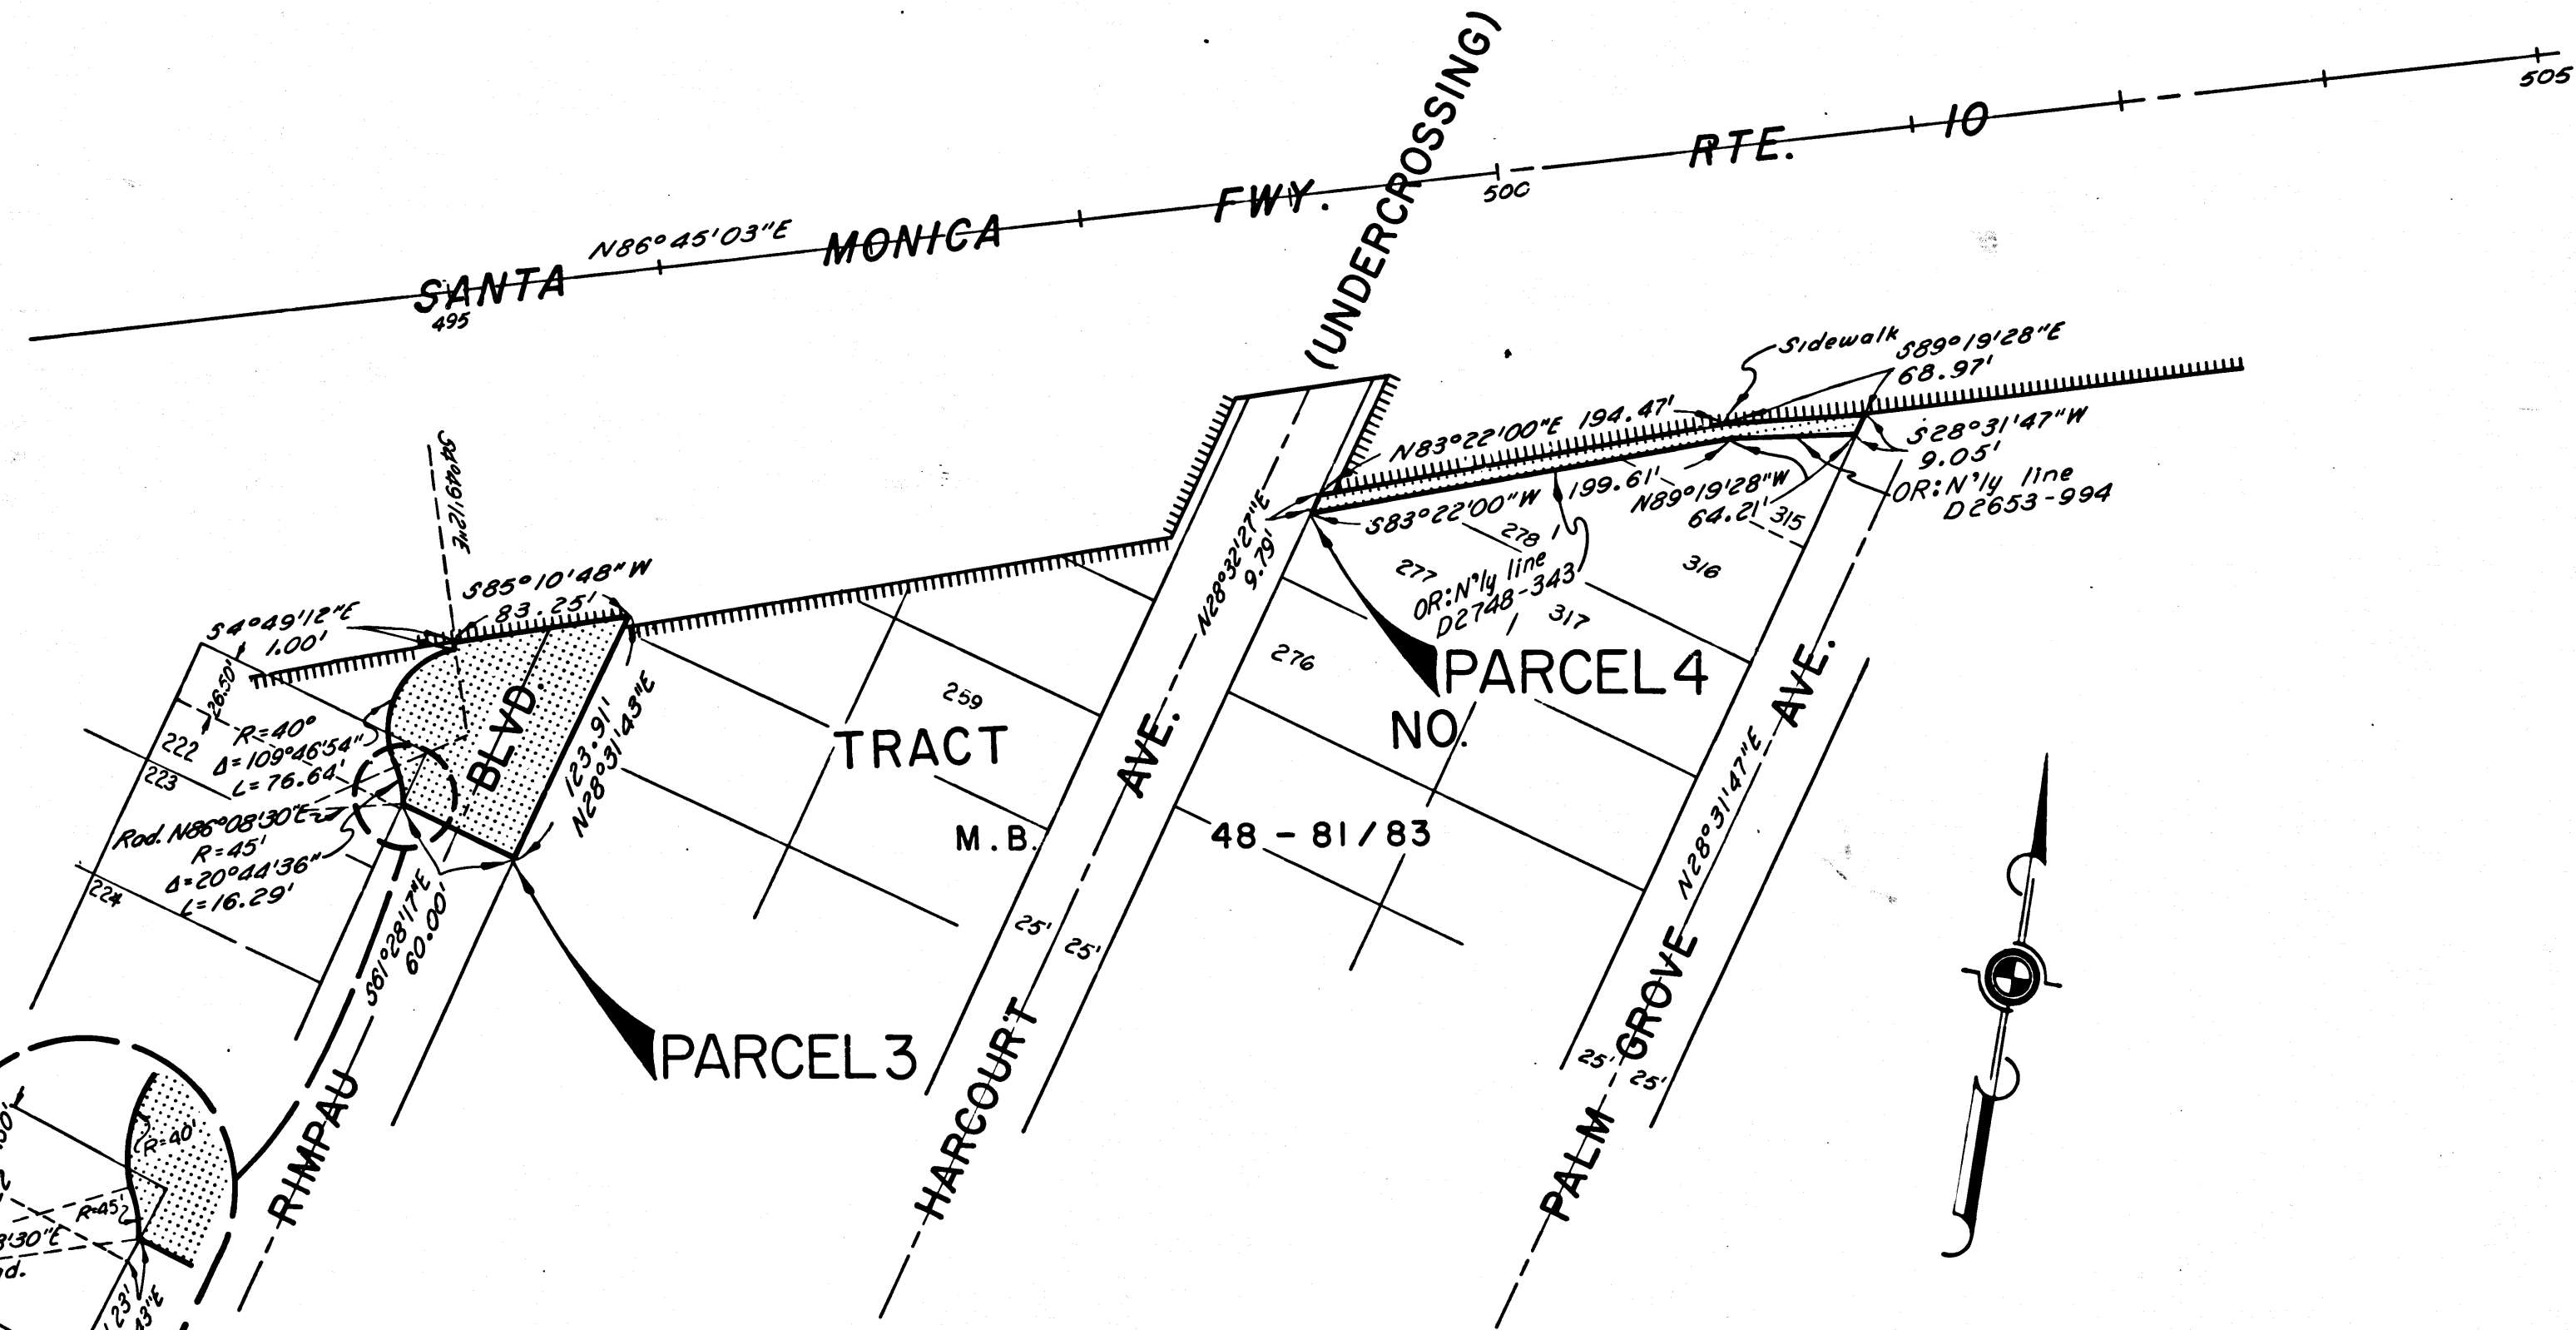 SANTA MONICA FWY. RTE. 10
N86°45'03"E
495
500
505
(UNDERCROSSING)
Sidewalk
S89°19'28"E
68.97'
N83°22'00"E 194.47'
S28°31'47"W
9.05'
OR: N'ly line
D2653-994
S83°22'00"W 199.61'
N89°19'28"W
64.21'
315
278
277
316
OR: N'ly line
D2748-343
317
N28°32'27"E
9.79'
276
PARCEL 4
S4°49'12"E
S85°10'48"W
83.25'
S4°49'12"E
1.00'
26.50'
222
R=40°
Δ=109°46'54"
L=76.64'
223
Rad. N86°08'30"E
R=45'
Δ=20°44'36"
L=16.29'
224
BLVD.
123.91'
N28°31'43"E
S61°28'17"E
60.00'
259
TRACT NO.
M.B. 48 - 81/83
PARCEL 3
RIMPAU
HARCOURT AVE.
25' 25'
PALM GROVE AVE.
N28°31'47"E
25' 25'
R=40'
R=45'
3'30"E
d.
23'
43"E